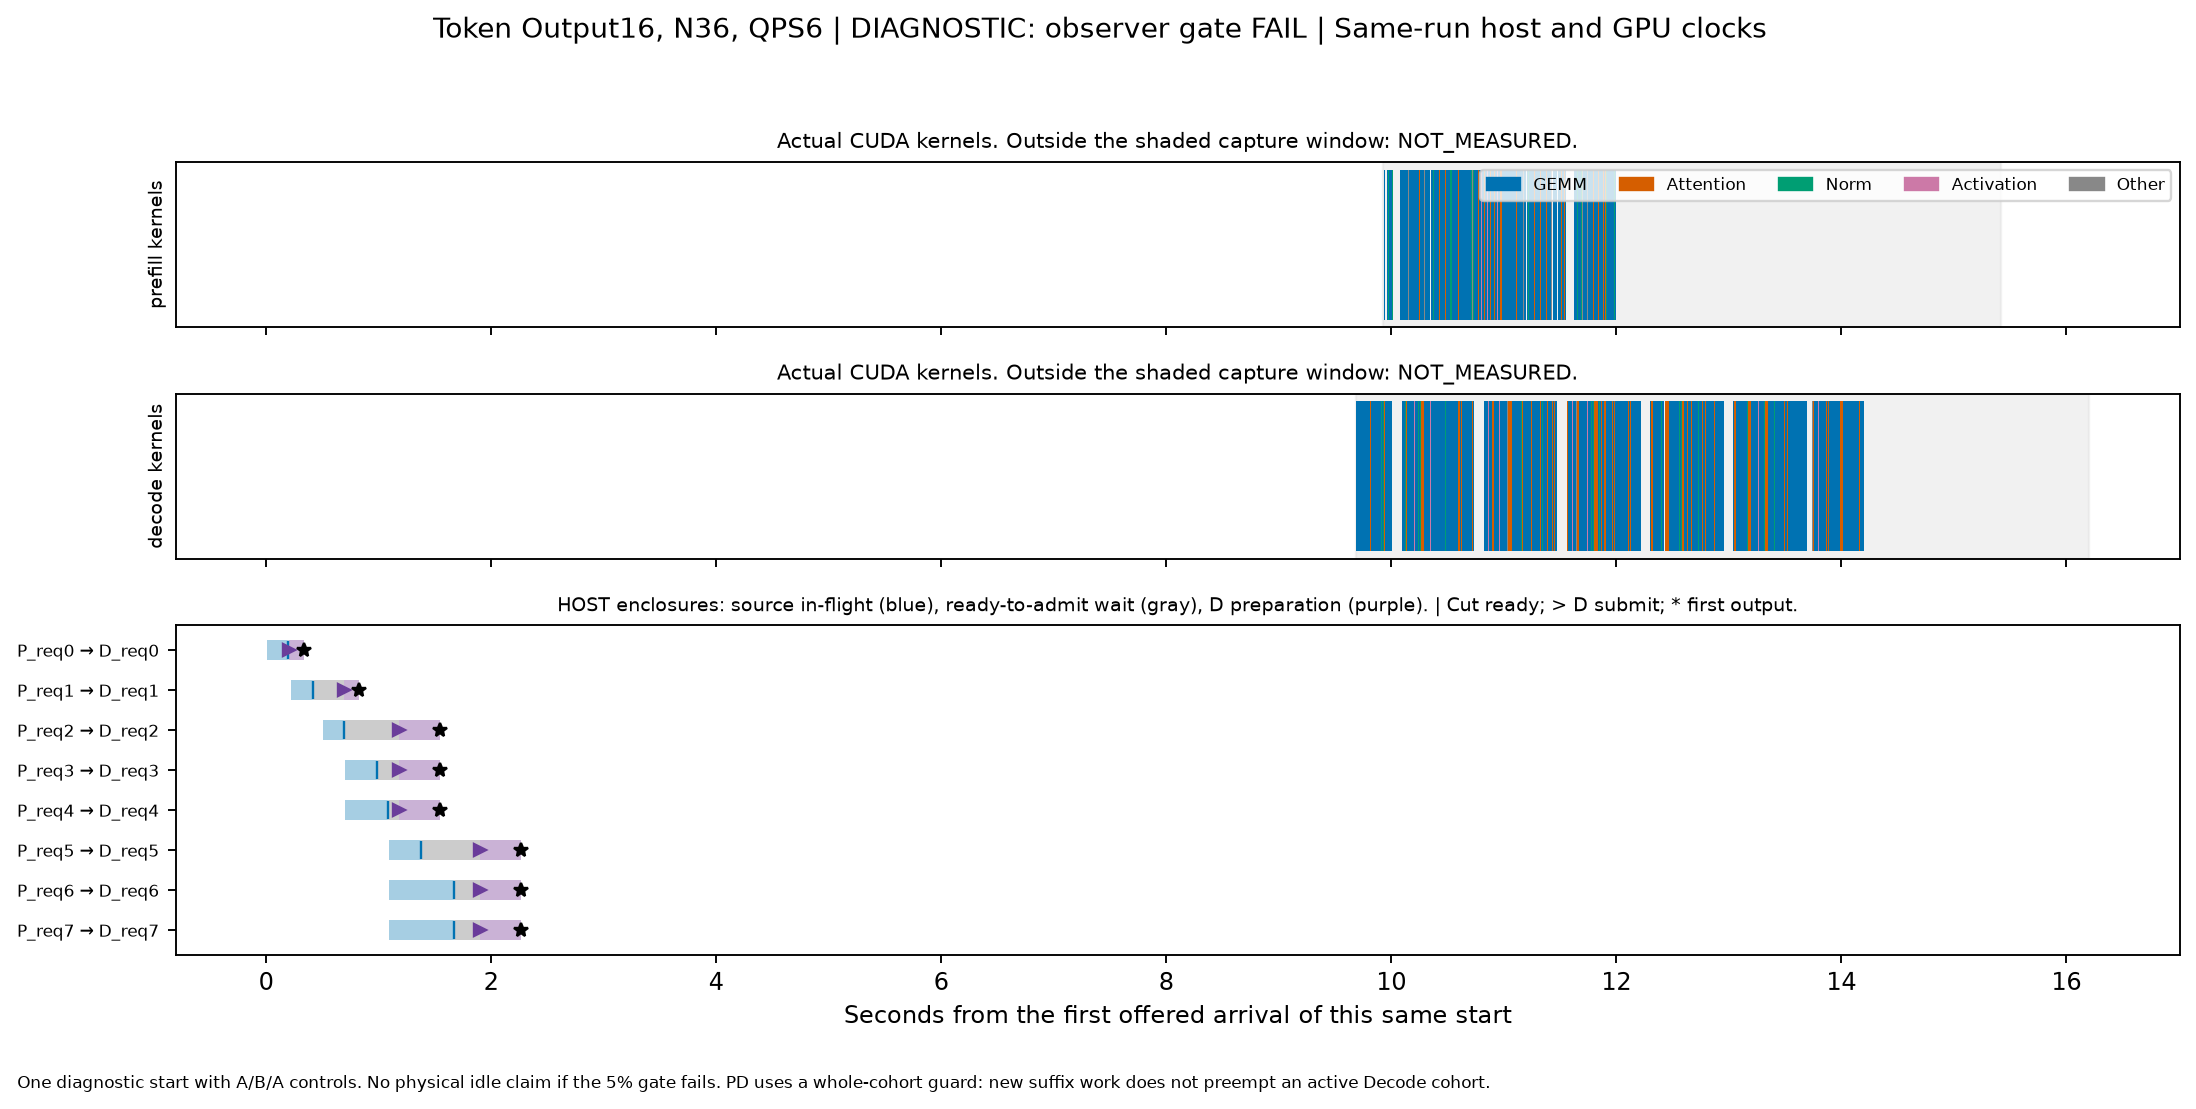 Token Output16, N36, QPS6 | DIAGNOSTIC: observer gate FAIL | Same-run host and GPU clocks
Actual CUDA kernels. Outside the shaded capture window: NOT_MEASURED.
prefill kernels
GEMM Attention Norm Activation Other
Actual CUDA kernels. Outside the shaded capture window: NOT_MEASURED.
decode kernels
HOST enclosures: source in-flight (blue), ready-to-admit wait (gray), D preparation (purple). | Cut ready; > D submit; * first output.
P_req0 → D_req0
P_req1 → D_req1
P_req2 → D_req2
P_req3 → D_req3
P_req4 → D_req4
P_req5 → D_req5
P_req6 → D_req6
P_req7 → D_req7
0 2 4 6 8 10 12 14 16
Seconds from the first offered arrival of this same start
One diagnostic start with A/B/A controls. No physical idle claim if the 5% gate fails. PD uses a whole-cohort guard: new suffix work does not preempt an active Decode cohort.